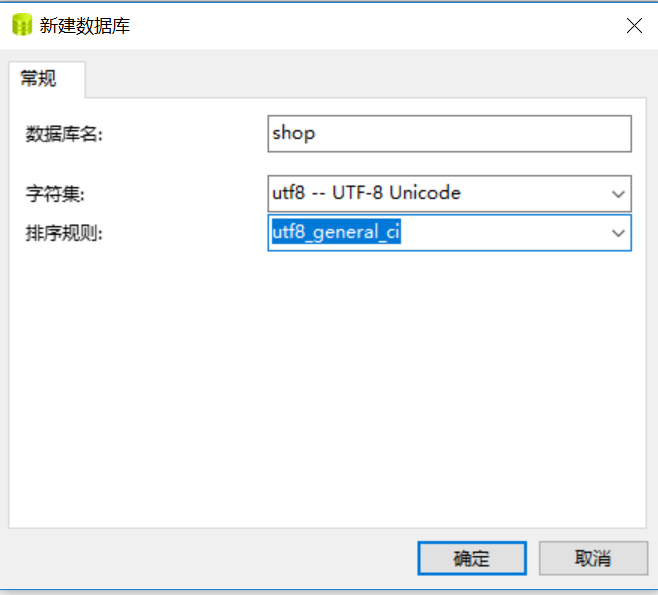 新建数据库
常规
数据库名: shop
字符集: utf8 -- UTF-8 Unicode
排序规则: utf8_general_ci
确定 取消